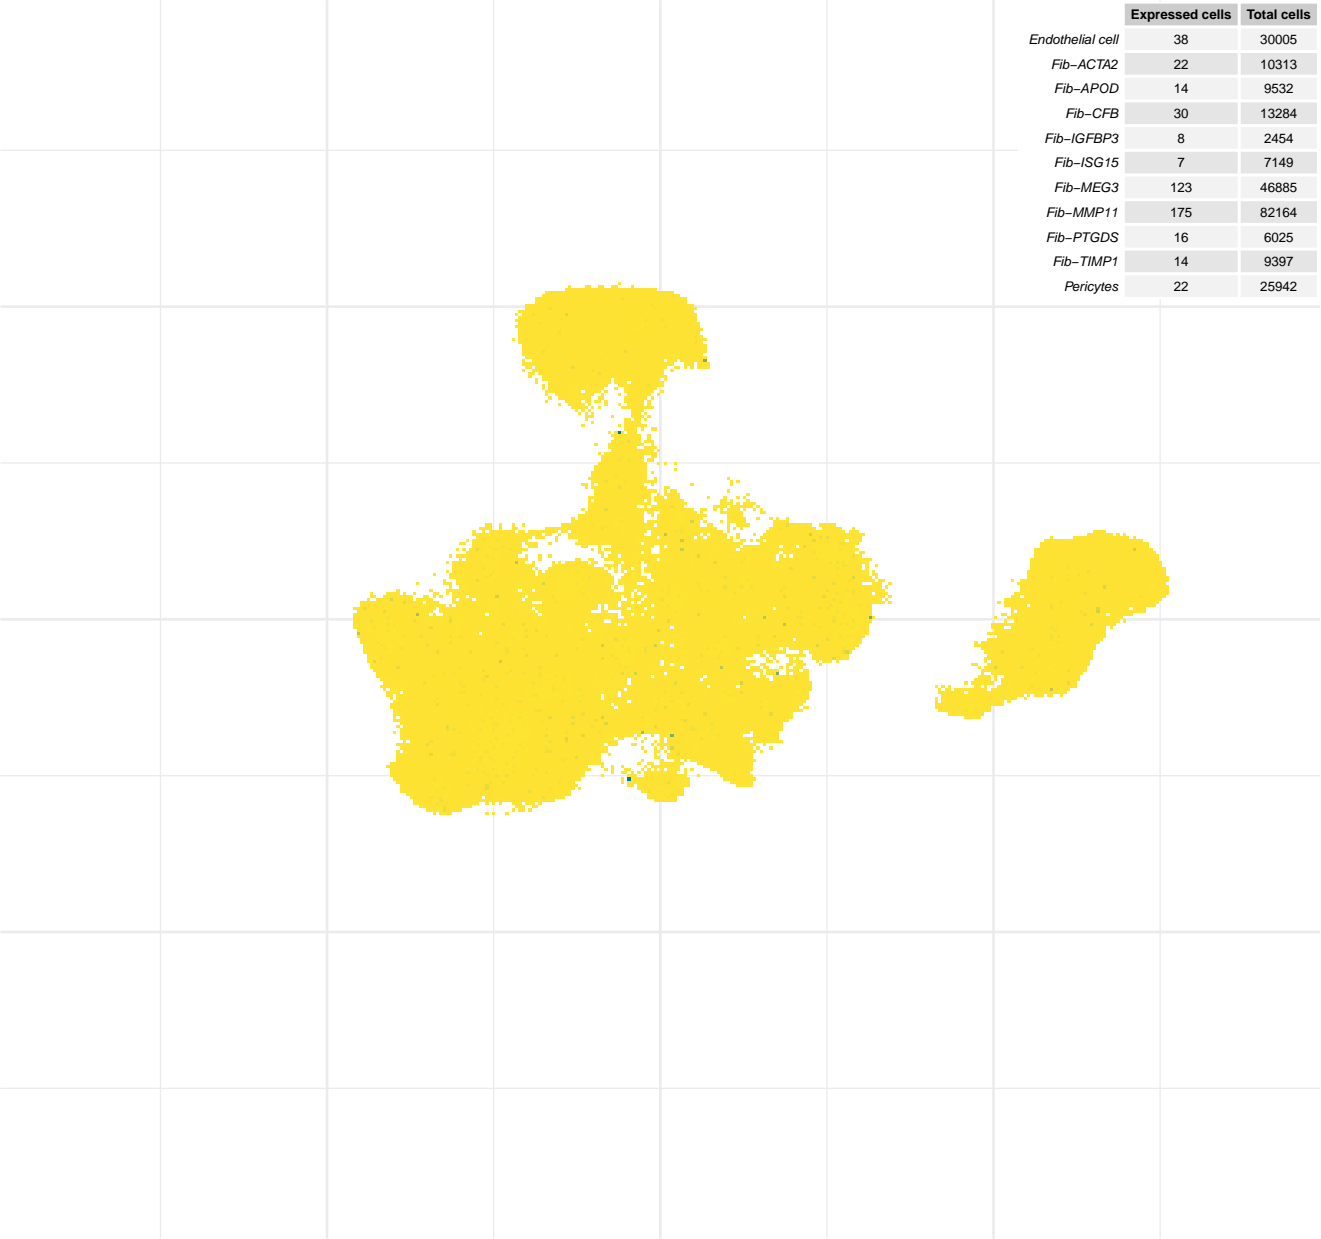 Expressed cells Total cells
Endothelial cell 38 30005
Fib−ACTA2 22 10313
Fib−APOD 14 9532
Fib−CFB 30 13284
Fib−IGFBP3 8 2454
Fib−ISG15 7 7149
Fib−MEG3 123 46885
Fib−MMP11 175 82164
Fib−PTGDS 16 6025
Fib−TIMP1 14 9397
Pericytes 22 25942